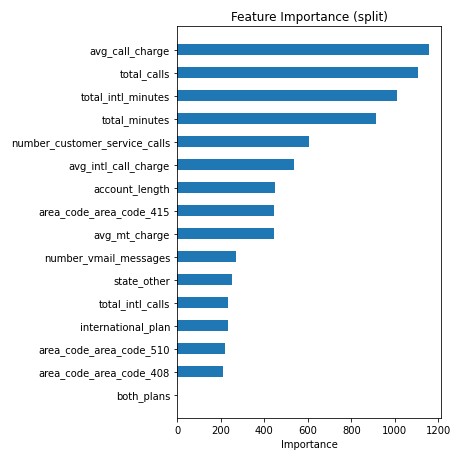 Feature Importance (split)
avg_call_charge
total_calls
total_intl_minutes
total_minutes
number_customer_service_calls
avg_intl_call_charge
account_length
area_code_area_code_415
avg_mt_charge
number_vmail_messages
state_other
total_intl_calls
international_plan
area_code_area_code_510
area_code_area_code_408
both_plans
0 200 400 600 800 1000 1200
Importance